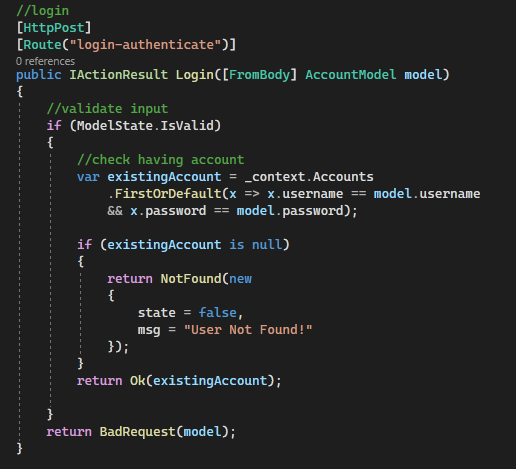 //login
[HttpPost]
[Route("login-authenticate")]
0 references
public IActionResult Login([FromBody] AccountModel model)
{
    //validate input
    if (ModelState.IsValid)
    {
        //check having account
        var existingAccount = _context.Accounts
            .FirstOrDefault(x => x.username == model.username
            && x.password == model.password);

        if (existingAccount is null)
        {
            return NotFound(new
            {
                state = false,
                msg = "User Not Found!"
            });
        }
        return Ok(existingAccount);

    }
    return BadRequest(model);
}